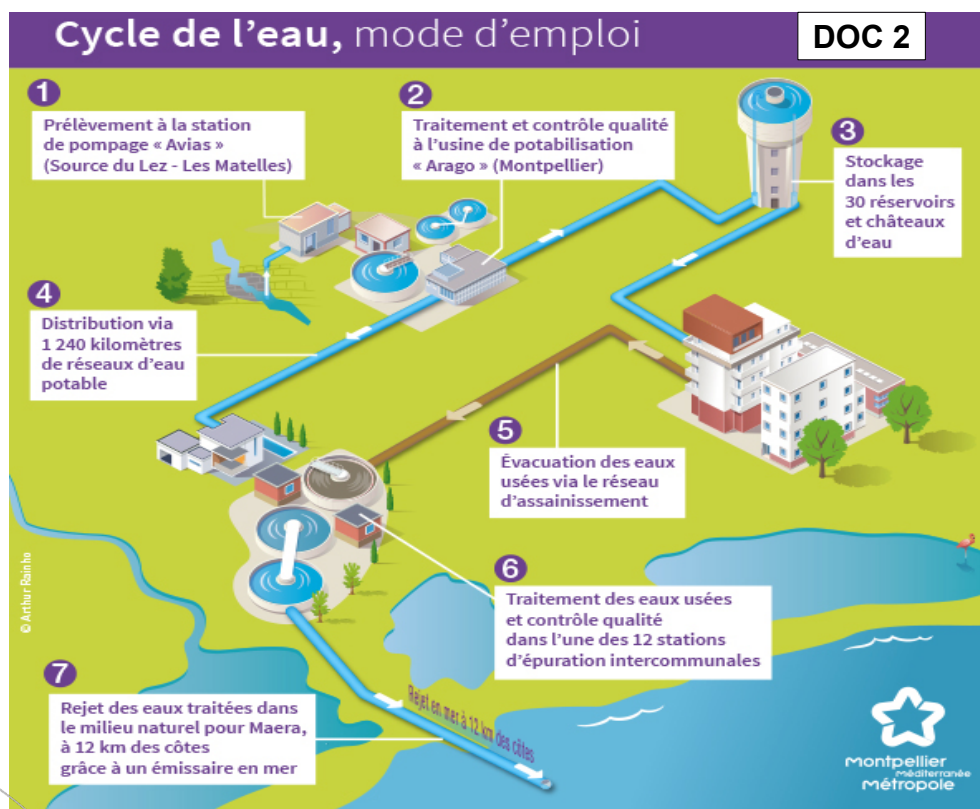 Cycle de l'eau, mode d'emploi
DOC 2
1
Prélèvement à la station
de pompage « Avias »
(Source du Lez - Les Matelles)
2
Traitement et contrôle qualité
à l'usine de potabilisation
« Arago » (Montpellier)
3
Stockage
dans les
30 réservoirs
et châteaux
d'eau
4
Distribution via
1 240 kilomètres
de réseaux d'eau
potable
5
Évacuation des eaux
usées via le réseau
d'assainissement
6
Traitement des eaux usées
et contrôle qualité
dans l'une des 12 stations
d'épuration intercommunales
7
Rejet des eaux traitées dans
le milieu naturel pour Maera,
à 12 km des côtes
grâce à un émissaire en mer
Rejet en mer à 12 km des côtes
© Arthur Rainho
montpellier
méditerranée
métropole